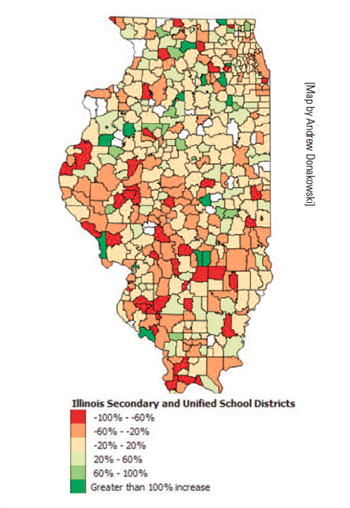 [Map by Andrew Donakowski]
Illinois Secondary and Unified School Districts
-100% - -60%
-60% - -20%
-20% - 20%
20% - 60%
60% - 100%
Greater than 100% increase